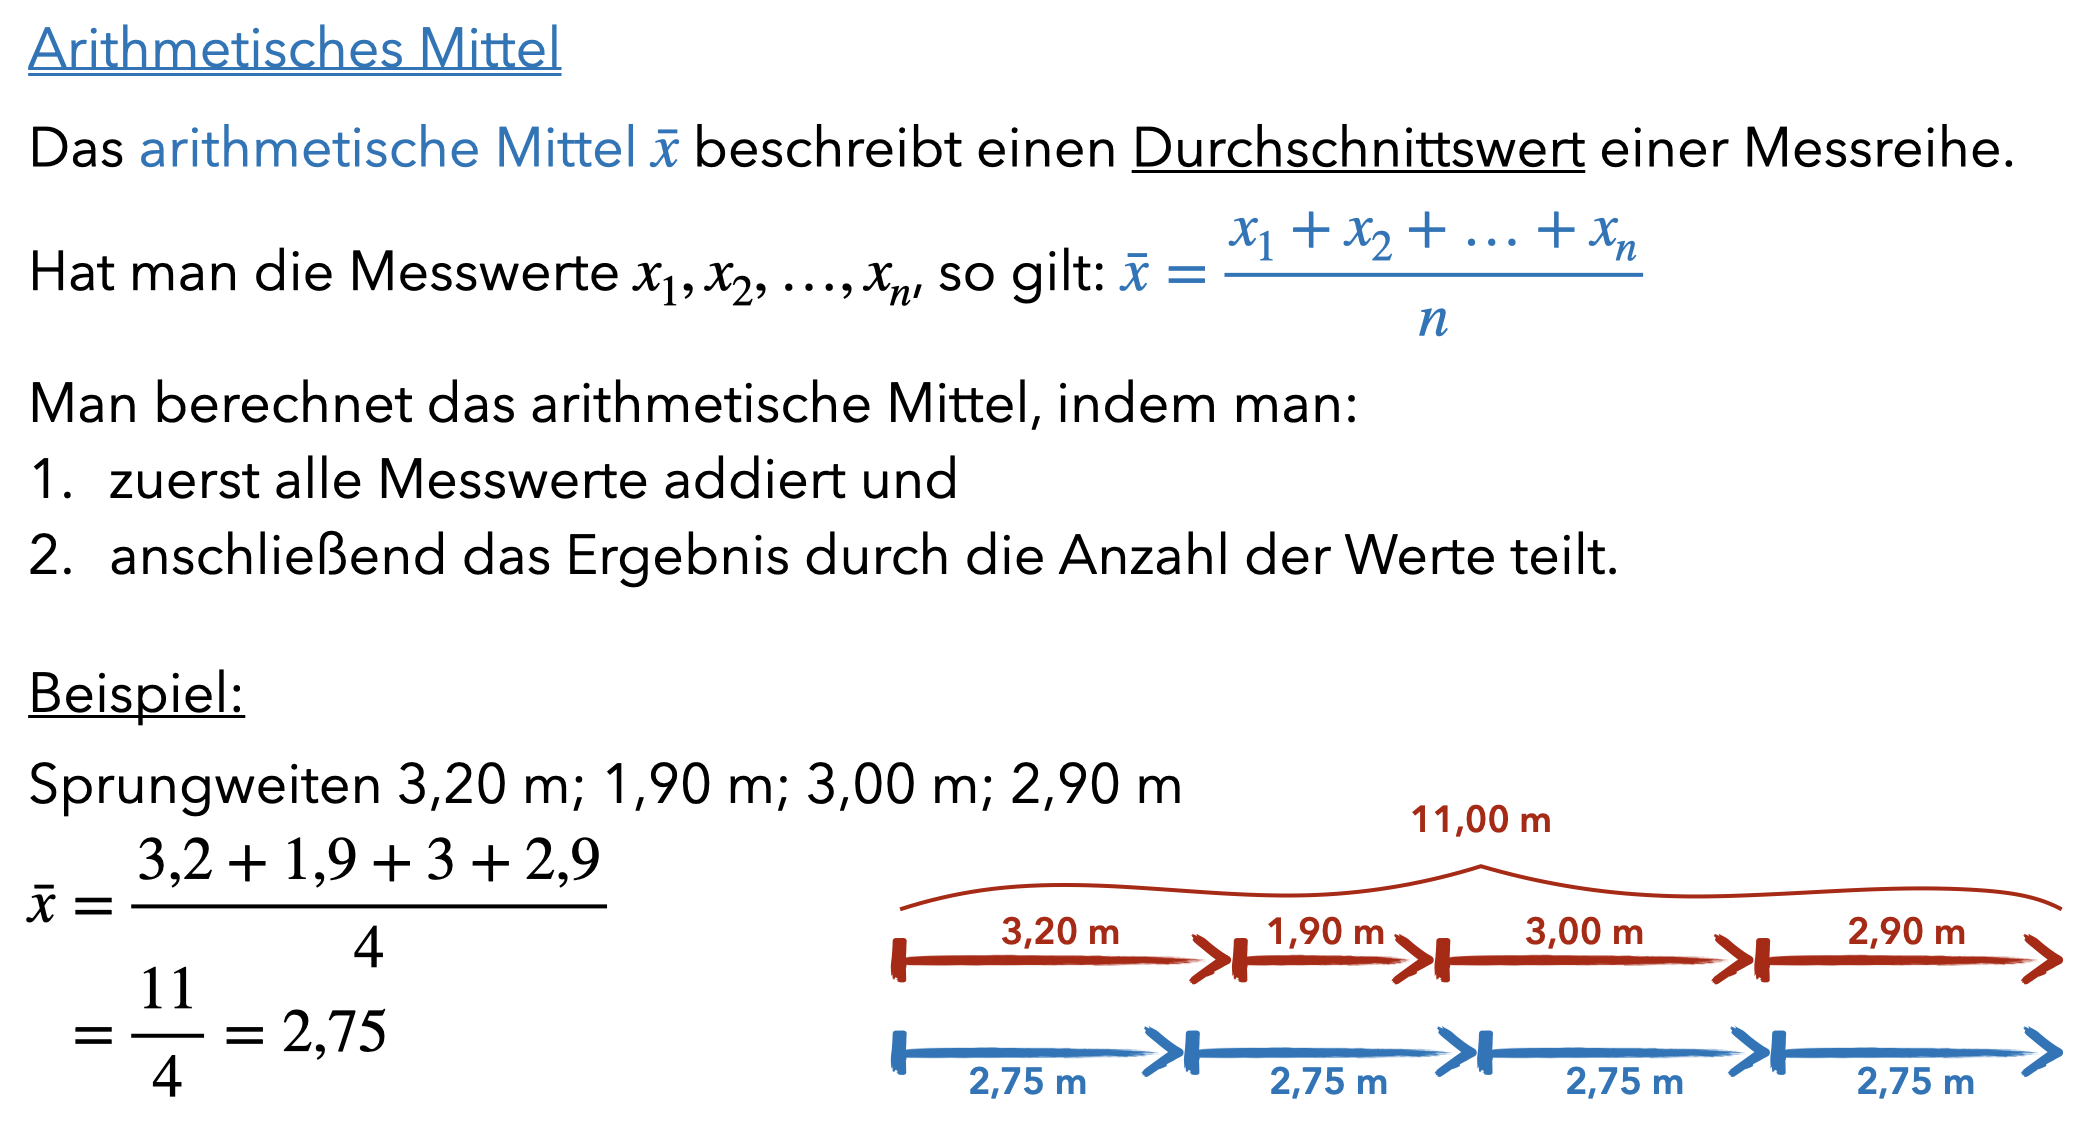 Arithmetisches Mittel
Das arithmetische Mittel x̄ beschreibt einen Durchschnittswert einer Messreihe.
Hat man die Messwerte x₁, x₂, …, xₙ, so gilt: x̄ = (x₁ + x₂ + … + xₙ) / n
Man berechnet das arithmetische Mittel, indem man:
1. zuerst alle Messwerte addiert und
2. anschließend das Ergebnis durch die Anzahl der Werte teilt.
Beispiel:
Sprungweiten 3,20 m; 1,90 m; 3,00 m; 2,90 m
x̄ = (3,2 + 1,9 + 3 + 2,9) / 4
= 11 / 4 = 2,75
11,00 m
3,20 m 1,90 m 3,00 m 2,90 m
2,75 m 2,75 m 2,75 m 2,75 m